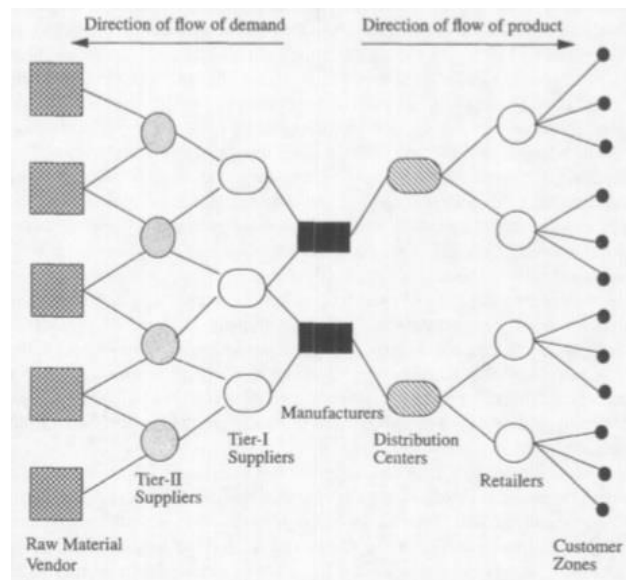 Direction of flow of demand
Direction of flow of product
Manufacturers
Tier-I
Suppliers
Distribution
Centers
Tier-II
Suppliers
Retailers
Raw Material
Vendor
Customer
Zones